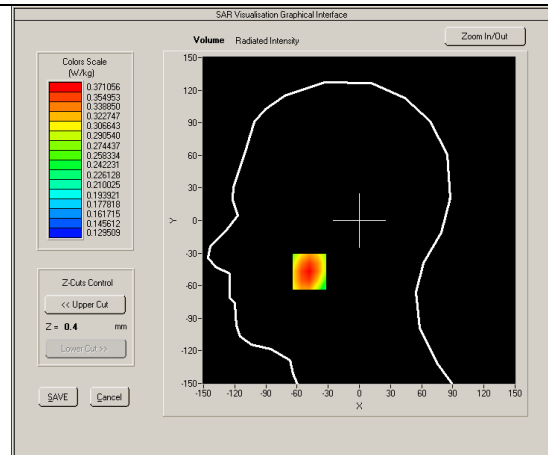 SAR Visualisation Graphical Interface
Volume Radiated Intensity
Zoom In/Out
Colors Scale
(W/kg)
0.371056
0.354953
0.338850
0.322747
0.306643
0.290540
0.274437
0.258334
0.242231
0.226128
0.210025
0.193921
0.177818
0.161715
0.145612
0.129509
Z-Cuts Control
<< Upper Cut
Z = 0.4 mm
Lower Cut >>
SAVE Cancel
150
120
90
60
30
0
-30
-60
-90
-120
-150
Y
-150 -120 -90 -60 -30 0 30 60 90 120 150
X